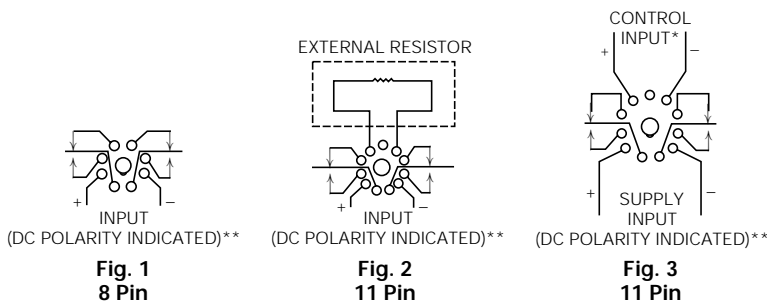 CONTROL
INPUT*
+ −
EXTERNAL RESISTOR
+ −
INPUT
(DC POLARITY INDICATED)**
Fig. 1
8 Pin
+ −
INPUT
(DC POLARITY INDICATED)**
Fig. 2
11 Pin
+ −
SUPPLY
INPUT
(DC POLARITY INDICATED)**
Fig. 3
11 Pin